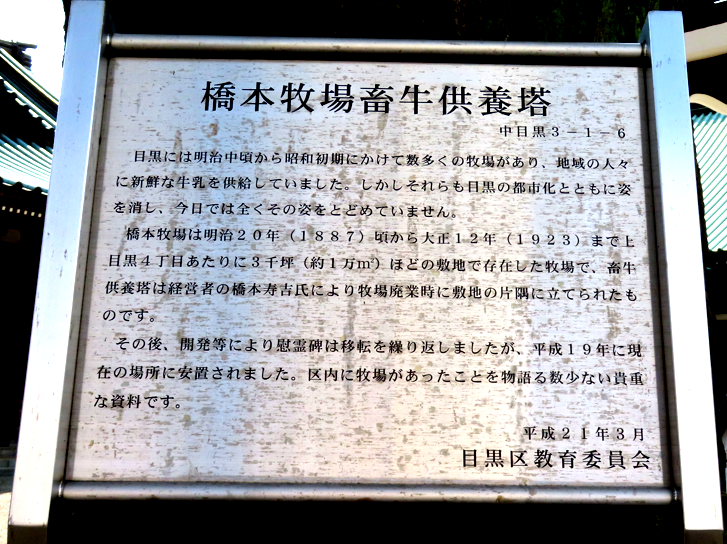 橋本牧場畜牛供養塔
中目黒3－1－6
目黒には明治中頃から昭和初期にかけて数多くの牧場があり、地域の人々
に新鮮な牛乳を供給していました。しかしそれらも目黒の都市化とともに姿
を消し、今日では全くその姿をとどめていません。
橋本牧場は明治２０年（１８８７）頃から大正１２年（１９２３）まで上
目黒４丁目あたりに３千坪（約１万㎡）ほどの敷地で存在した牧場で、畜牛
供養塔は経営者の橋本寿吉氏により牧場廃業時に敷地の片隅に立てられたも
のです。
その後、開発等により慰霊碑は移転を繰り返しましたが、平成１９年に現
在の場所に安置されました。区内に牧場があったことを物語る数少ない貴重
な資料です。
平成２１年３月
目黒区教育委員会